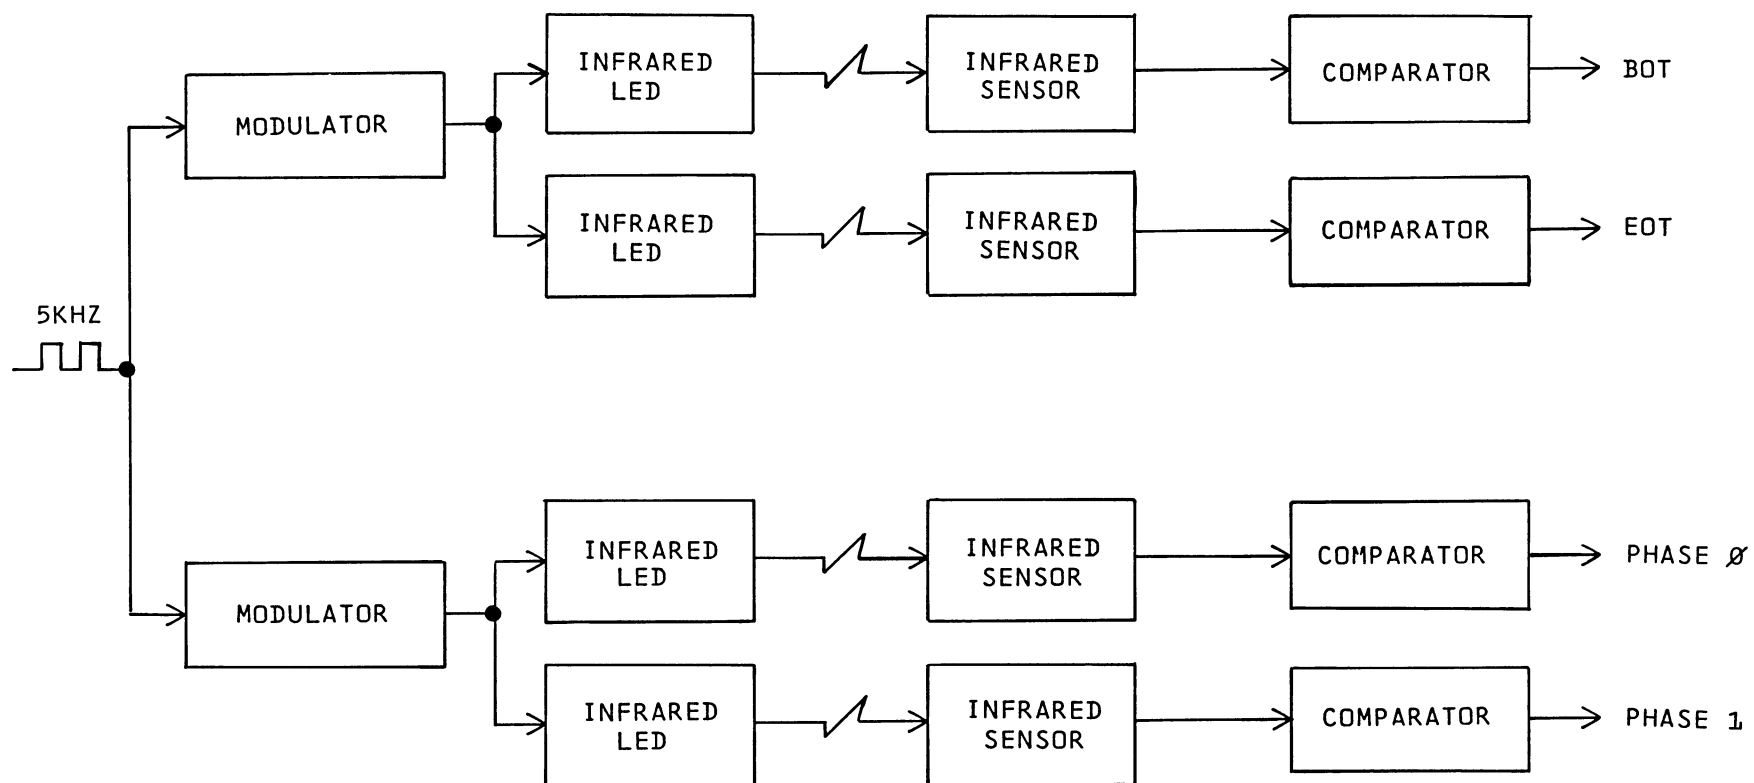 INFRARED
LED
INFRARED
SENSOR
COMPARATOR
BOT
MODULATOR
INFRARED
LED
INFRARED
SENSOR
COMPARATOR
EOT
5KHZ
INFRARED
LED
INFRARED
SENSOR
COMPARATOR
PHASE Ø
MODULATOR
INFRARED
LED
INFRARED
SENSOR
COMPARATOR
PHASE 1